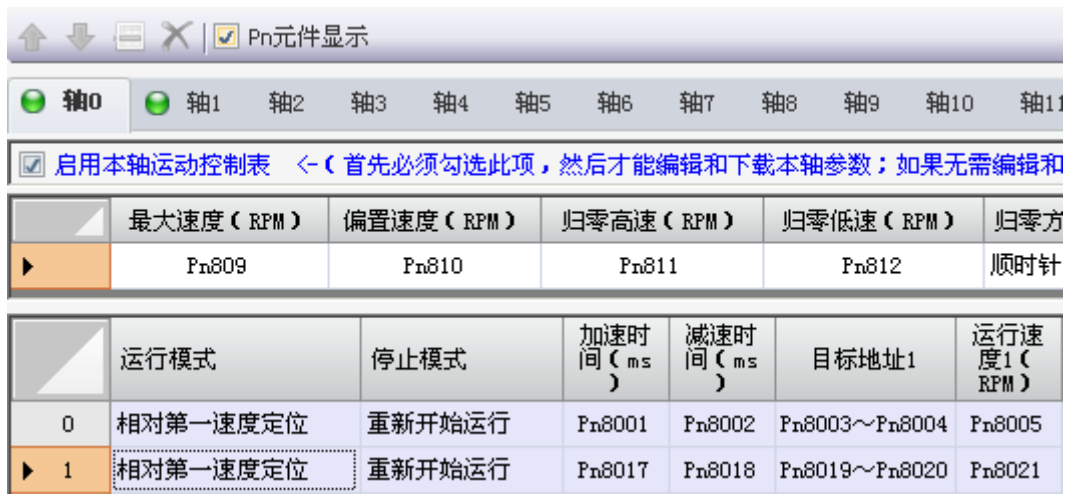 Pn元件显示
轴0 轴1 轴2 轴3 轴4 轴5 轴6 轴7 轴8 轴9 轴10 轴11
启用本轴运动控制表 <-(首先必须勾选此项，然后才能编辑和下载本轴参数；如果无需编辑和
最大速度(RPM) 偏置速度(RPM) 归零高速(RPM) 归零低速(RPM) 归零方
Pn809 Pn810 Pn811 Pn812 顺时针
运行模式 停止模式 加速时间(ms) 减速时间(ms) 目标地址1 运行速度1(RPM)
0 相对第一速度定位 重新开始运行 Pn8001 Pn8002 Pn8003～Pn8004 Pn8005
1 相对第一速度定位 重新开始运行 Pn8017 Pn8018 Pn8019～Pn8020 Pn8021